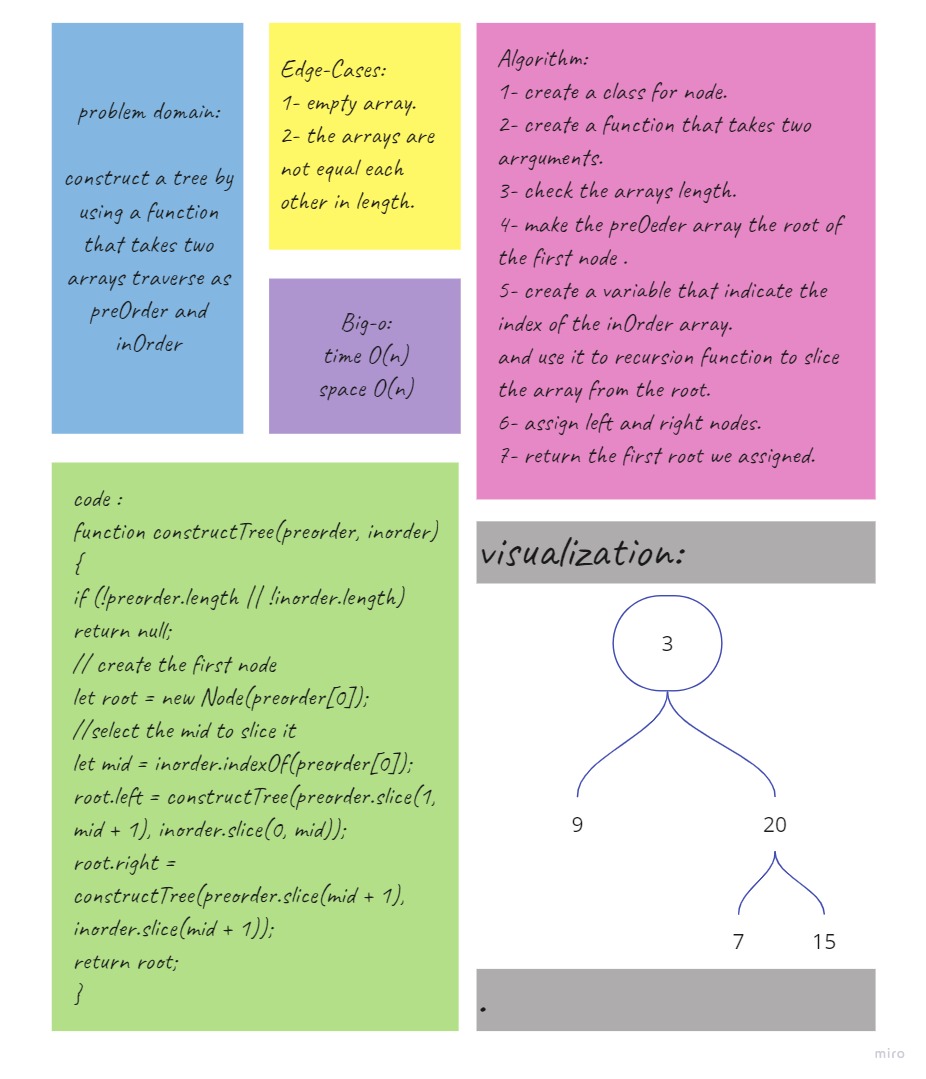 problem domain:
construct a tree by
using a function
that takes two
arrays traverse as
preOrder and
inOrder
Edge-Cases:
1- empty array.
2- the arrays are
not equal each
other in length.
Big-o:
time O(n)
space O(n)
Algorithm:
1- create a class for node.
2- create a function that takes two
arrguments.
3- check the arrays length.
4- make the preOeder array the root of
the first node .
5- create a variable that indicate the
index of the inOrder array.
and use it to recursion function to slice
the array from the root.
6- assign left and right nodes.
7- return the first root we assigned.
code :
function constructTree(preorder, inorder)
{
if (!preorder.length || !inorder.length)
return null;
// create the first node
let root = new Node(preorder[0]);
//select the mid to slice it
let mid = inorder.indexOf(preorder[0]);
root.left = constructTree(preorder.slice(1,
mid + 1), inorder.slice(0, mid));
root.right =
constructTree(preorder.slice(mid + 1),
inorder.slice(mid + 1));
return root;
}
visualization:
3
9 20
7 15
.
miro